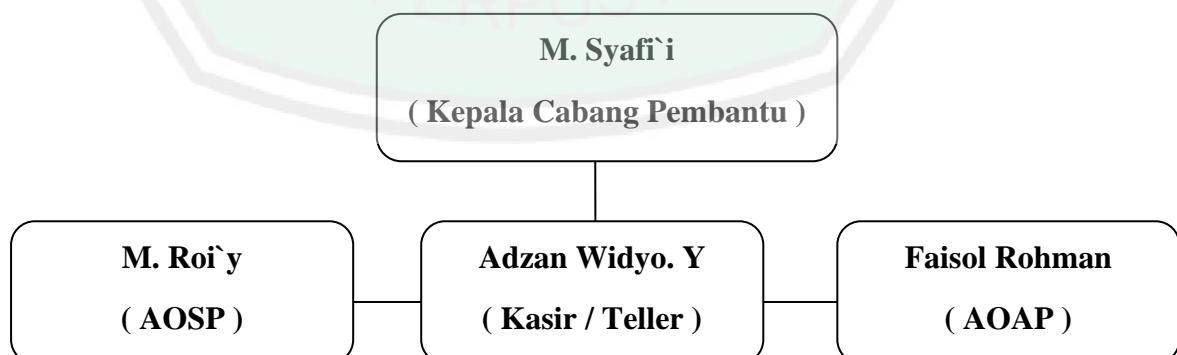 M. Syafi`i
( Kepala Cabang Pembantu )
M. Roi`y
( AOSP )
Adzan Widyo. Y
( Kasir / Teller )
Faisol Rohman
( AOAP )